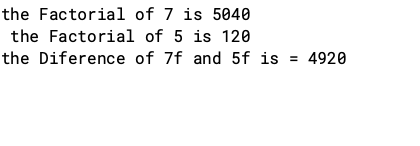 the Factorial of 7 is 5040
the Factorial of 5 is 120
the Diference of 7f and 5f is = 4920